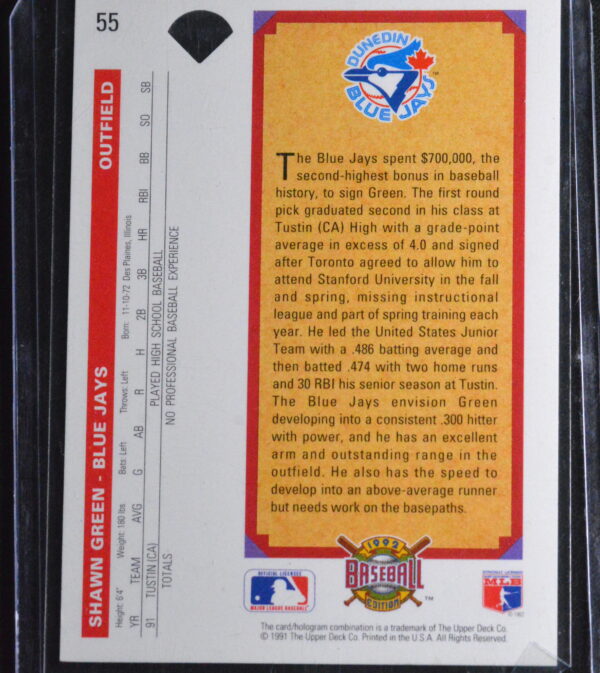 55
SHAWN GREEN - BLUE JAYS OUTFIELD
Height: 6'4" Weight: 180 lbs Bats: Left Throws: Left Born: 11-10-72 Des Plaines, Illinois
YR TEAM AVG G AB R H 2B 3B HR RBI BB SO SB
91 TUSTIN (CA) PLAYED HIGH SCHOOL BASEBALL
TOTALS NO PROFESSIONAL BASEBALL EXPERIENCE
DUNEDIN
BLUE JAYS
The Blue Jays spent $700,000, the
second-highest bonus in baseball
history, to sign Green. The first round
pick graduated second in his class at
Tustin (CA) High with a grade-point
average in excess of 4.0 and signed
after Toronto agreed to allow him to
attend Stanford University in the fall
and spring, missing instructional
league and part of spring training each
year. He led the United States Junior
Team with a .486 batting average and
then batted .474 with two home runs
and 30 RBI his senior season at Tustin.
The Blue Jays envision Green
developing into a consistent .300 hitter
with power, and he has an excellent
arm and outstanding range in the
outfield. He also has the speed to
develop into an above-average runner
but needs work on the basepaths.
OFFICIAL LICENSEE
MAJOR LEAGUE BASEBALL
1992
BASEBALL
EDITION
TM
MLB
The card/hologram combination is a trademark of The Upper Deck Co.
© 1991 The Upper Deck Co. Printed in the U.S.A. All Rights Reserved.